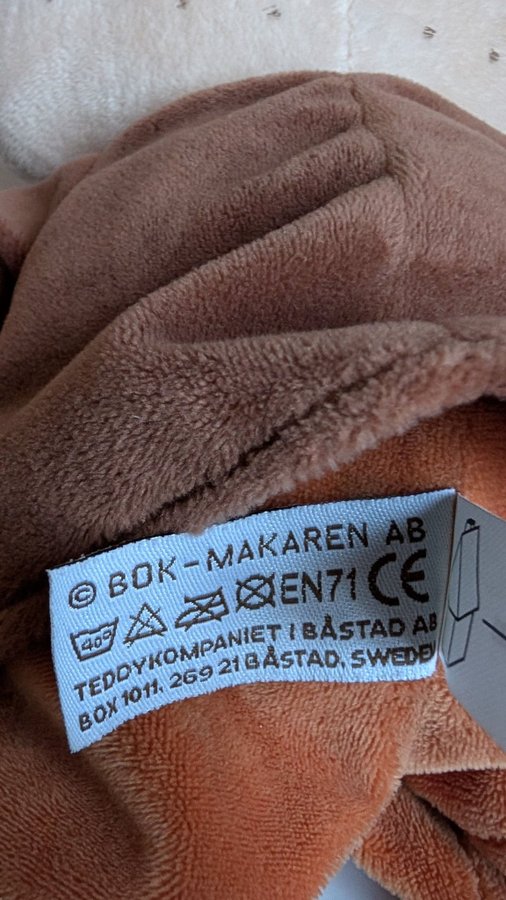 © BOK-MAKAREN AB
40° EN71 CE
TEDDYKOMPANIET I BÅSTAD AB
BOX 1011. 269 21 BÅSTAD. SWEDEN